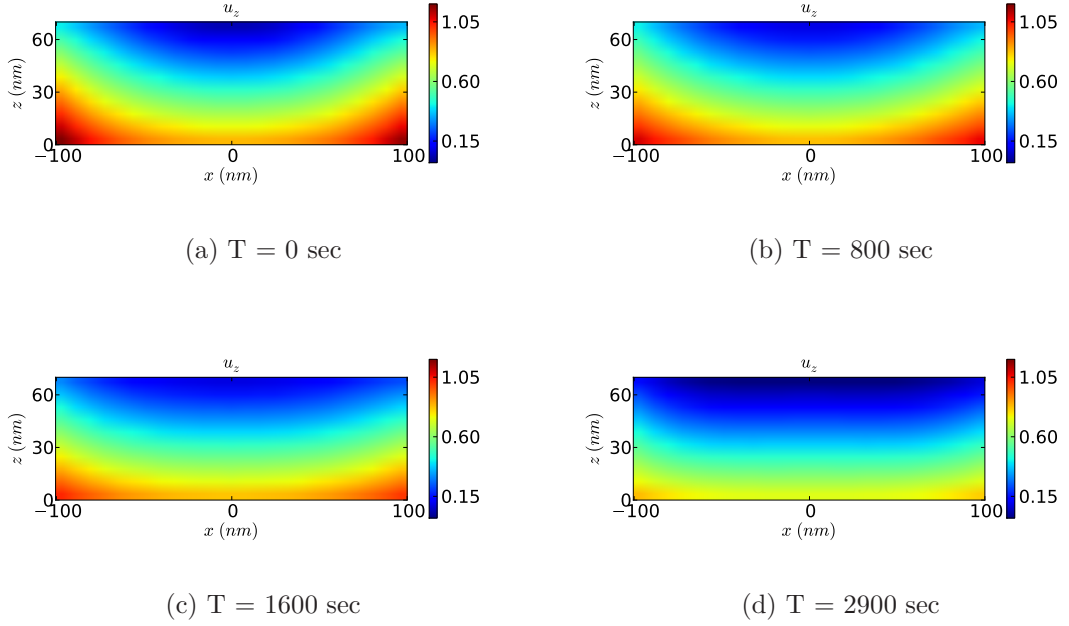 u_z
60
30
0
z (nm)
−100
0
100
x (nm)
1.05
0.60
0.15
(a) T = 0 sec
u_z
60
30
0
z (nm)
−100
0
100
x (nm)
1.05
0.60
0.15
(b) T = 800 sec
u_z
60
30
0
z (nm)
−100
0
100
x (nm)
1.05
0.60
0.15
(c) T = 1600 sec
u_z
60
30
0
z (nm)
−100
0
100
x (nm)
1.05
0.60
0.15
(d) T = 2900 sec